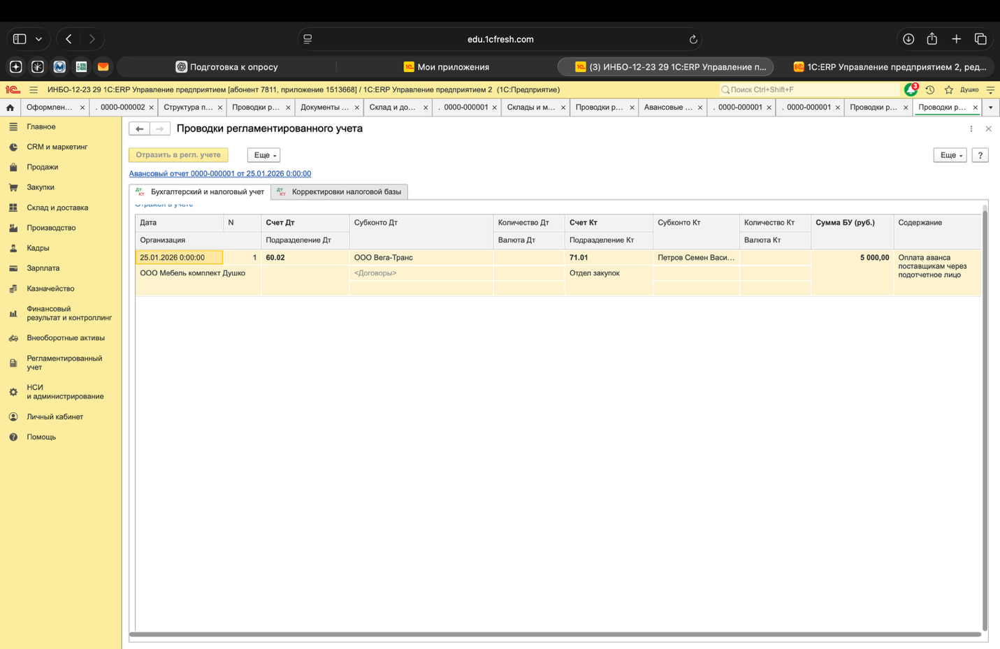 edu.1cfresh.com
Подготовка к опросу
Мои приложения
(3) ИНБО-12-23 29 1С:ERP Управление п...
1С:ERP Управление предприятием 2, ред...
ИНБО-12-23 29 1С:ERP Управление предприятием [абонент 7811, приложение 1513668] / 1С:ERP Управление предприятием 2 (1С:Предприятие)
Поиск Ctrl+Shift+F
3
Душко
Оформлен...
. 0000-000002
Структура п...
Проводки р...
Документы ...
Склад и до...
. 0000-000001
Склады и м...
Проводки р...
Авансовые ...
. 0000-000001
. 0000-000001
Проводки р...
Проводки р...
Главное
CRM и маркетинг
Продажи
Закупки
Склад и доставка
Производство
Кадры
Зарплата
Казначейство
Финансовый
результат и контроллинг
Внеоборотные активы
Регламентированный
учет
НСИ
и администрирование
Личный кабинет
Помощь
Проводки регламентированного учета
Отразить в регл. учете
Еще
Еще
?
Авансовый отчет 0000-000001 от 25.01.2026 0:00:00
Бухгалтерский и налоговый учет
Корректировки налоговой базы
Отражен в учете
Дата N Счет Дт Субконто Дт Количество Дт Счет Кт Субконто Кт Количество Кт Сумма БУ (руб.) Содержание
Организация Подразделение Дт Валюта Дт Подразделение Кт Валюта Кт
25.01.2026 0:00:00 1 60.02 ООО Вега-Транс 71.01 Петров Семен Васи... 5 000,00 Оплата аванса
поставщикам через
подотчетное лицо
ООО Мебель комплект Душко <Договоры> Отдел закупок